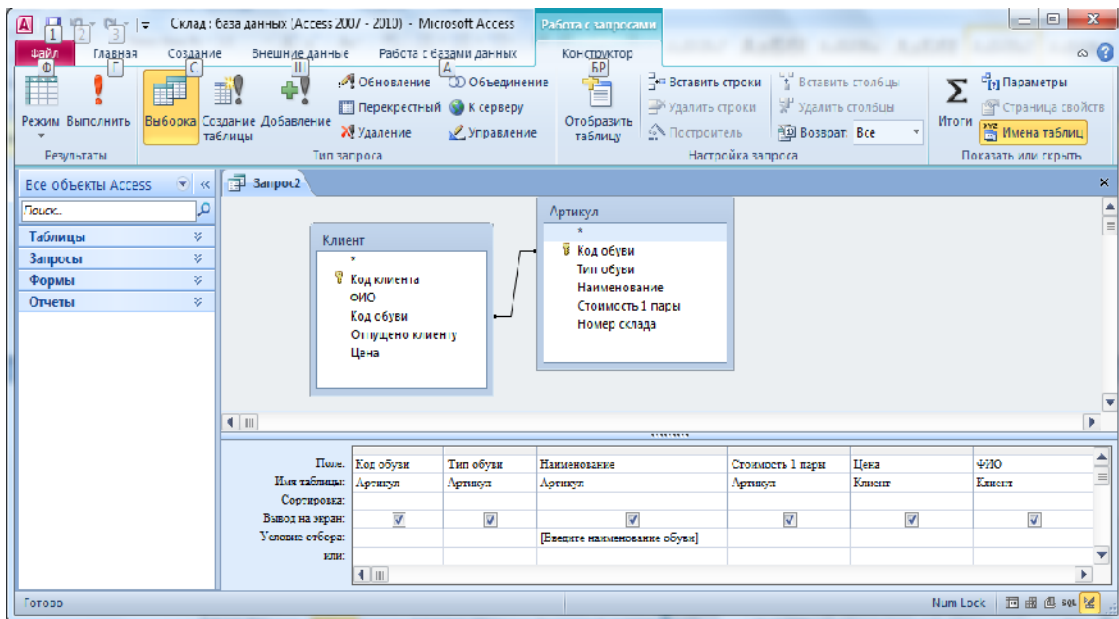 Склад : база данных (Access 2007 - 2010) - Microsoft Access
Работа с запросами
1 2 3
Файл Главная Создание Внешние данные Работа с базами данных Конструктор
Ф Г С Ш А БР
Режим Выполнить Выборка Создание таблицы Добавление
Обновление Объединение
Перекрестный К серверу
Удаление Управление
Отобразить таблицу
Вставить строки Вставить столбцы
Удалить строки Удалить столбцы
Построитель Возврат: Все
Итоги
Параметры
Страница свойств
xyz Имена таблиц
Результаты Тип запроса Настройка запроса Показать или скрыть
Все объекты Access
Поиск...
Таблицы
Запросы
Формы
Отчеты
Запрос2
Клиент
*
Код клиента
ФИО
Код обуви
Отпущено клиенту
Цена
Артикул
*
Код обуви
Тип обуви
Наименование
Стоимость 1 пары
Номер склада
Поле: Код обуви Тип обуви Наименование Стоимость 1 пары Цена ФИО
Имя таблицы: Артикул Артикул Артикул Артикул Клиент Клиент
Сортировка:
Вывод на экран:
Условие отбора: [Введите наименование обуви]
или:
Готово
Num Lock
SQL